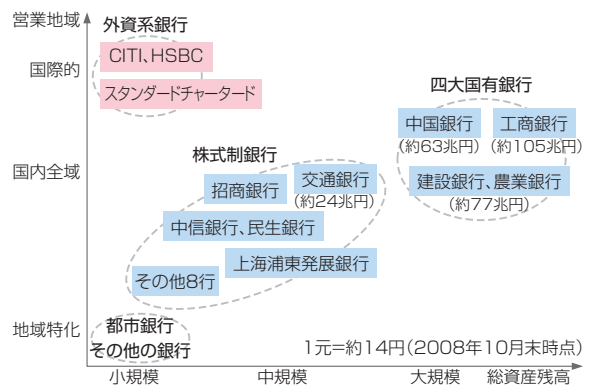 営業地域
外資系銀行
CITI、HSBC
国際的
スタンダードチャータード
四大国有銀行
中国銀行
(約63兆円)
工商銀行
(約105兆円)
国内全域
株式制銀行
招商銀行
交通銀行
(約24兆円)
建設銀行、農業銀行
(約77兆円)
中信銀行、民生銀行
上海浦東発展銀行
その他8行
地域特化
都市銀行
その他の銀行
1元=約14円(2008年10月末時点)
小規模
中規模
大規模
総資産残高